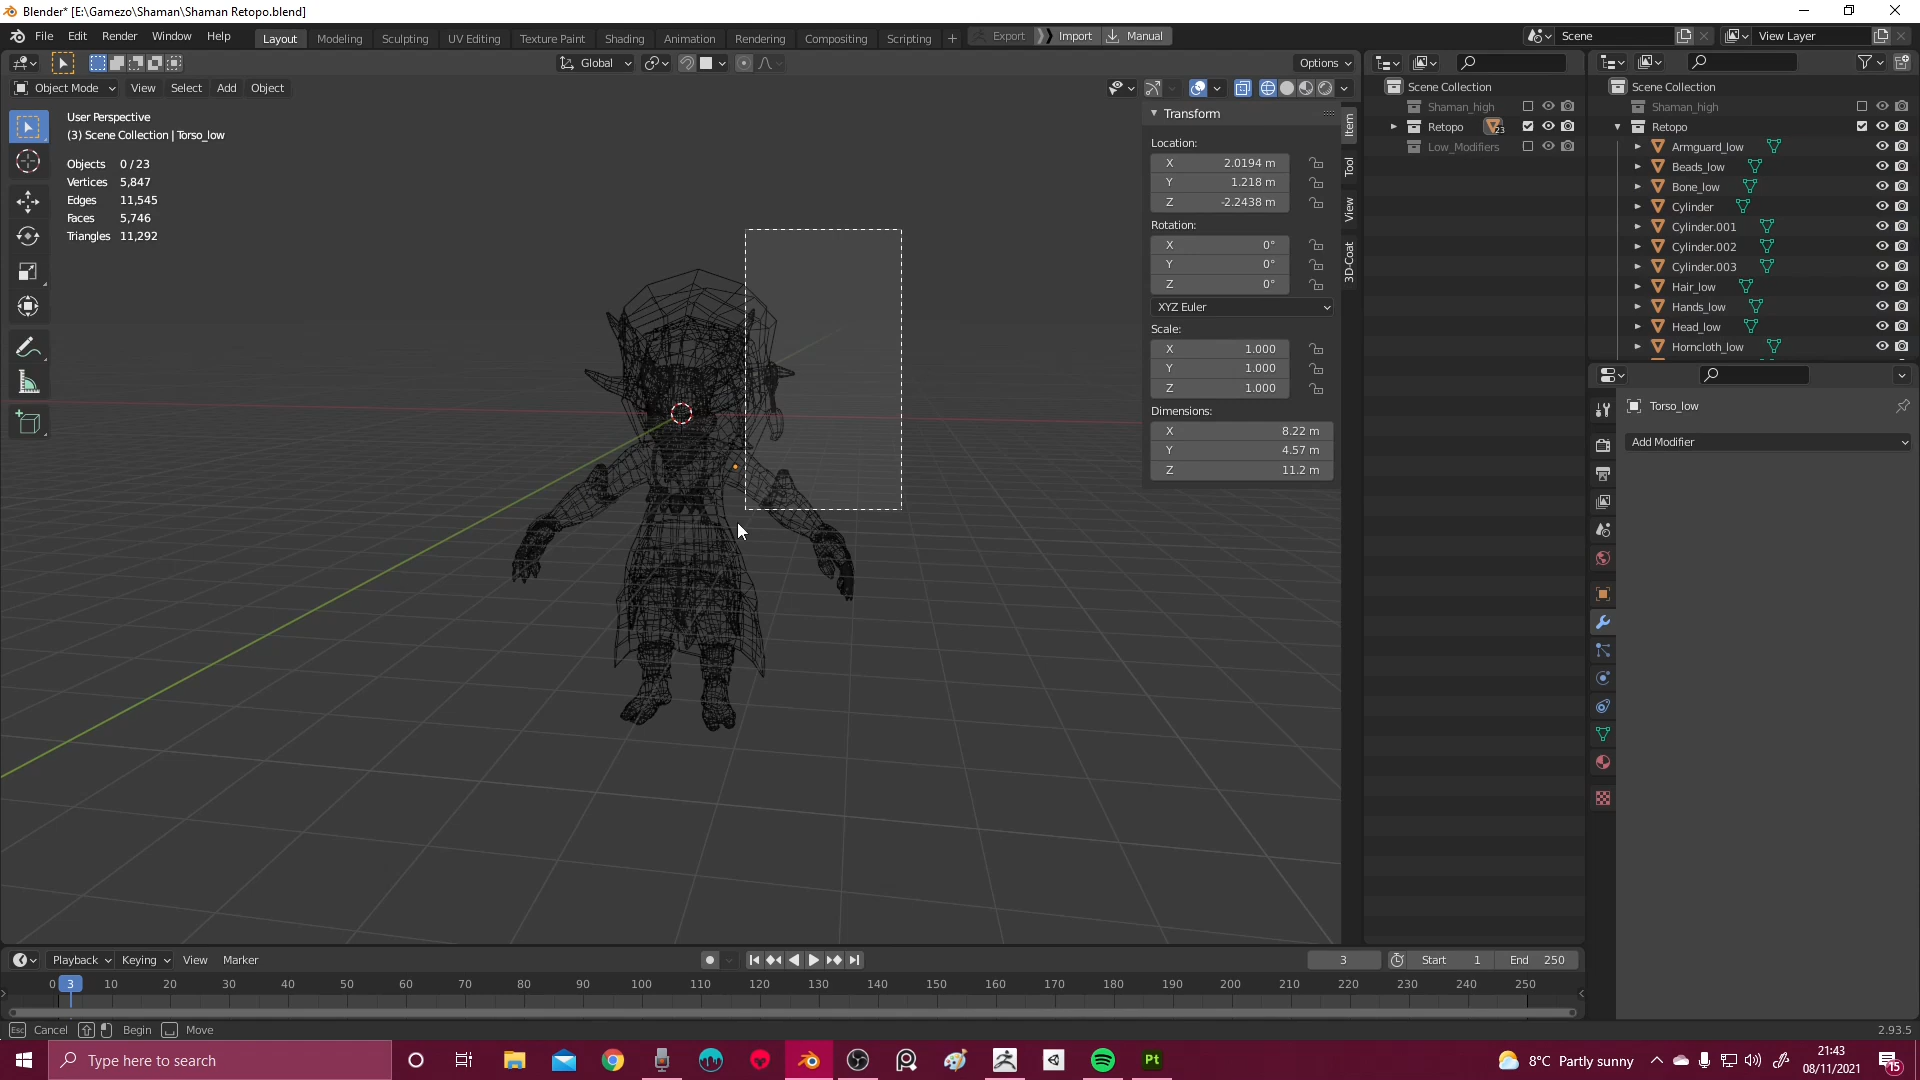 Blender* [E:\Gamezo\Shaman\Shaman Retopo.blend]
File Edit Render Window Help
Layout Modeling Sculpting UV Editing Texture Paint Shading Animation Rendering Compositing Scripting
Export Import Manual
Scene View Layer
Global Options
Object Mode View Select Add Object
User Perspective
(3) Scene Collection | Torso_low
Objects 0 / 23
Vertices 5,847
Edges 11,545
Faces 5,746
Triangles 11,292
Transform
Location:
X 2.0194 m
Y 1.218 m
Z -2.2438 m
Rotation:
X 0°
Y 0°
Z 0°
XYZ Euler
Scale:
X 1.000
Y 1.000
Z 1.000
Dimensions:
X 8.22 m
Y 4.57 m
Z 11.2 m
Item
Tool
View
3D-Coat
Scene Collection
Shaman_high
Retopo 23
Low_Modifiers
Scene Collection
Shaman_high
Retopo
Armguard_low
Beads_low
Bone_low
Cylinder
Cylinder.001
Cylinder.002
Cylinder.003
Hair_low
Hands_low
Head_low
Horncloth_low
Torso_low
Add Modifier
Playback Keying View Marker
3 Start 1 End 250
0 3 10 20 30 40 50 60 70 80 90 100 110 120 130 140 150 160 170 180 190 200 210 220 230 240 250
Esc Cancel Begin Move
2.93.5
Type here to search
Pt
8°C Partly sunny
21:43
08/11/2021
15